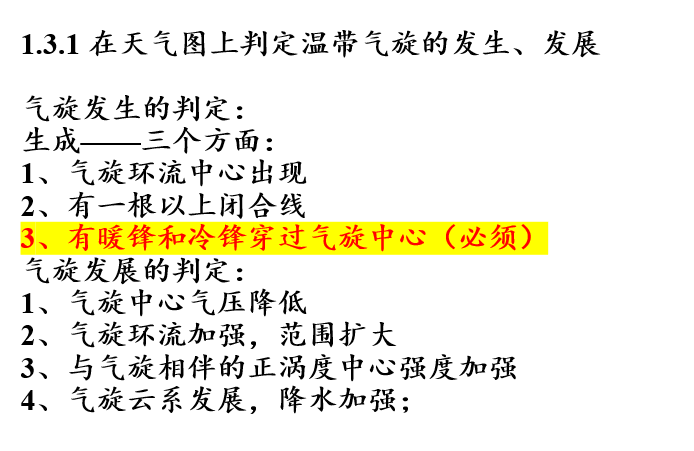 1.3.1 在天气图上判定温带气旋的发生、发展
气旋发生的判定：
生成——三个方面：
1、气旋环流中心出现
2、有一根以上闭合线
3、有暖锋和冷锋穿过气旋中心（必须）
气旋发展的判定：
1、气旋中心气压降低
2、气旋环流加强，范围扩大
3、与气旋相伴的正涡度中心强度加强
4、气旋云系发展，降水加强；